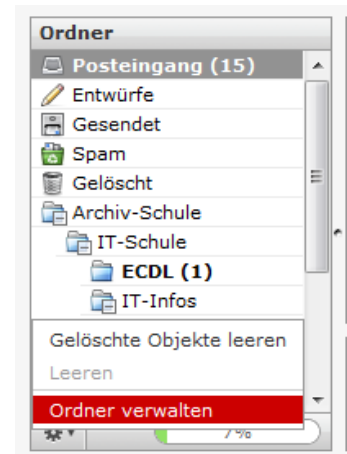 Ordner
Posteingang (15)
Entwürfe
Gesendet
Spam
Gelöscht
Archiv-Schule
IT-Schule
ECDL (1)
IT-Infos
Gelöschte Objekte leeren
Leeren
Ordner verwalten
7%